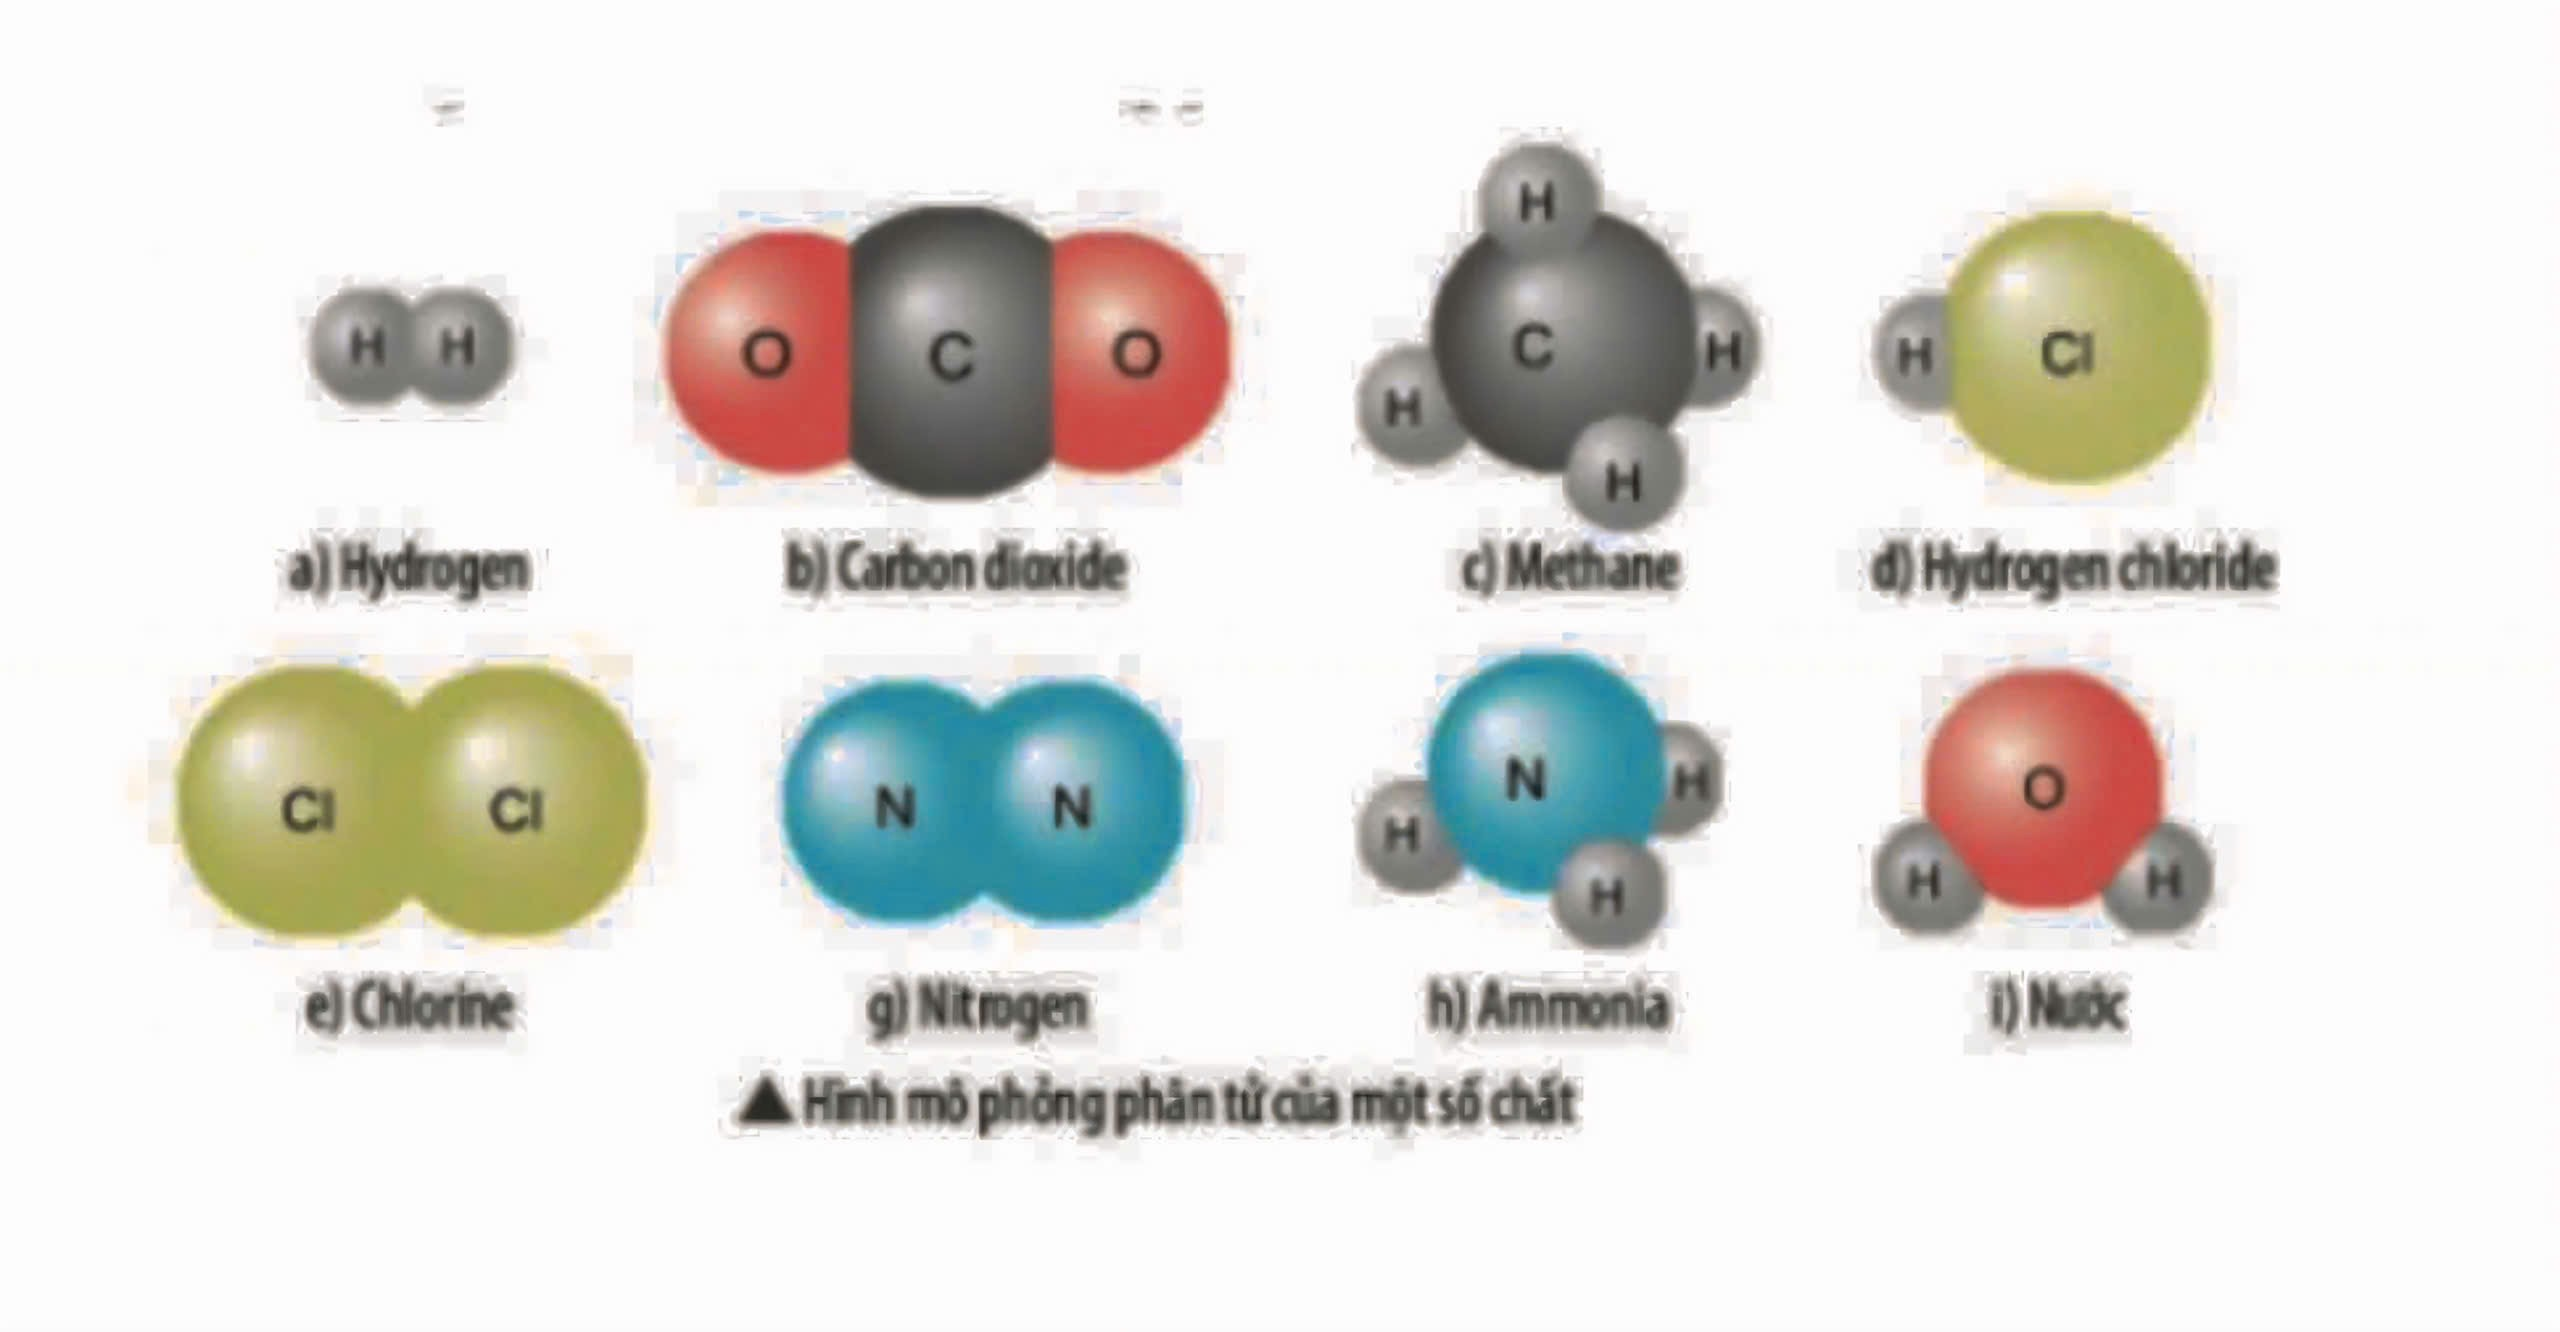 H H
O C O
H
C
H
H
H
H Cl
a) Hydrogen b) Carbon dioxide c) Methane d) Hydrogen chloride
Cl Cl
N N
N
H
H
H
O
H H
e) Chlorine g) Nitrogen h) Ammonia i) Nước
▲ Hình mô phỏng phân tử của một số chất